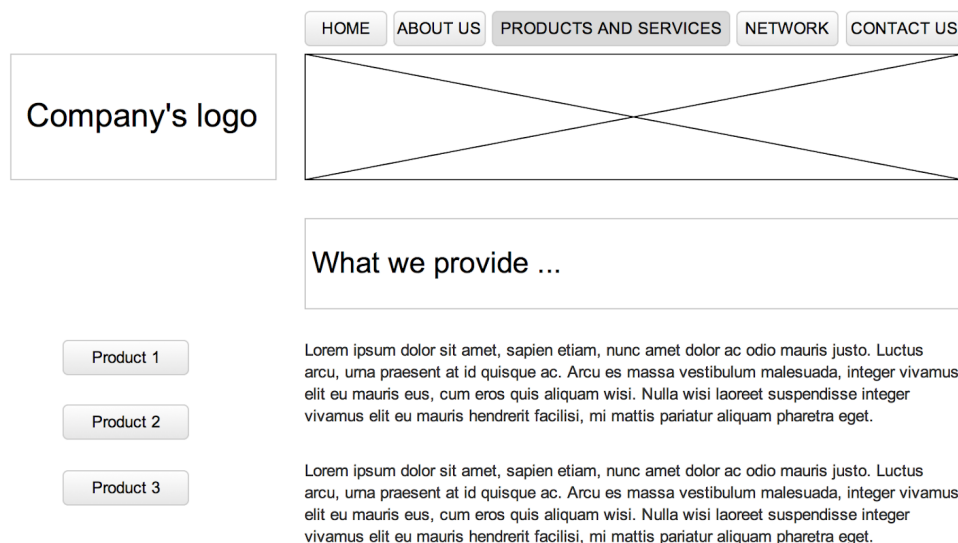 HOME
ABOUT US
PRODUCTS AND SERVICES
NETWORK
CONTACT US
Company's logo
What we provide ...
Product 1
Product 2
Product 3
Lorem ipsum dolor sit amet, sapien etiam, nunc amet dolor ac odio mauris justo. Luctus
arcu, urna praesent at id quisque ac. Arcu es massa vestibulum malesuada, integer vivamus
elit eu mauris eus, cum eros quis aliquam wisi. Nulla wisi laoreet suspendisse integer
vivamus elit eu mauris hendrerit facilisi, mi mattis pariatur aliquam pharetra eget.
Lorem ipsum dolor sit amet, sapien etiam, nunc amet dolor ac odio mauris justo. Luctus
arcu, urna praesent at id quisque ac. Arcu es massa vestibulum malesuada, integer vivamus
elit eu mauris eus, cum eros quis aliquam wisi. Nulla wisi laoreet suspendisse integer
vivamus elit eu mauris hendrerit facilisi, mi mattis pariatur aliquam pharetra eget.